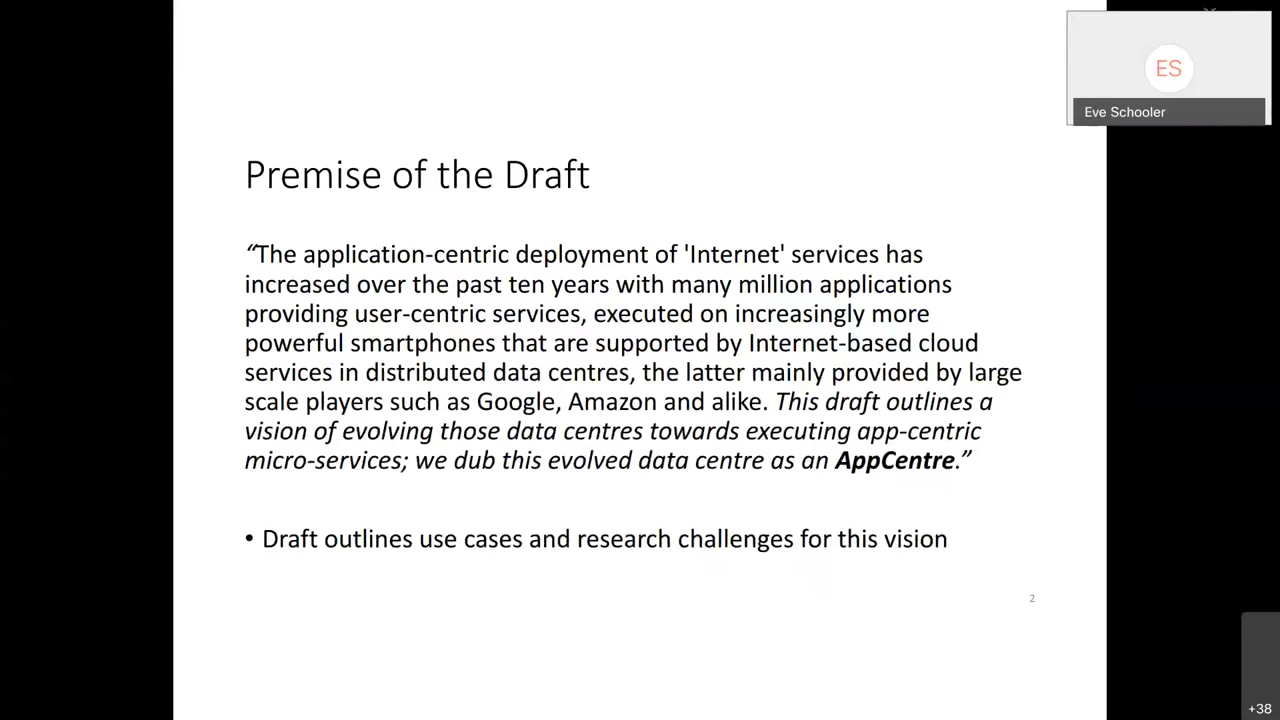 ES
Eve Schooler
Premise of the Draft
“The application-centric deployment of 'Internet' services has
increased over the past ten years with many million applications
providing user-centric services, executed on increasingly more
powerful smartphones that are supported by Internet-based cloud
services in distributed data centres, the latter mainly provided by large
scale players such as Google, Amazon and alike. This draft outlines a
vision of evolving those data centres towards executing app-centric
micro-services; we dub this evolved data centre as an AppCentre.”
• Draft outlines use cases and research challenges for this vision
2
+38